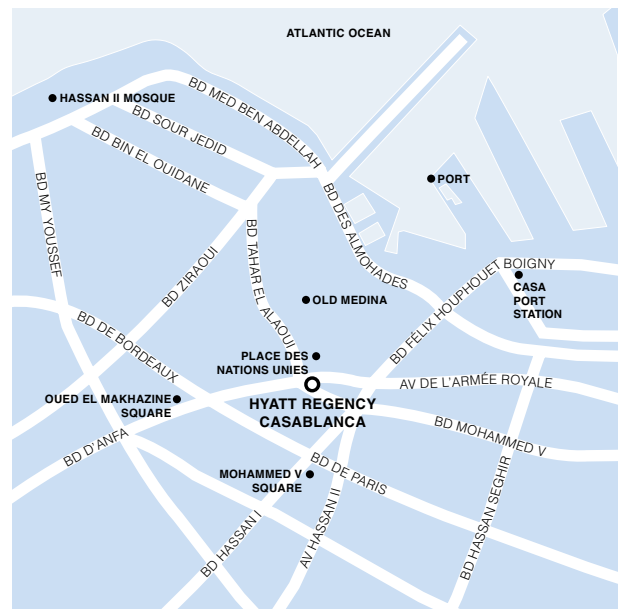 ATLANTIC OCEAN
HASSAN II MOSQUE
BD MED BEN ABDELLAH
BD SOUR JEDID
BD BIN EL OUIDANE
PORT
BD MY YOUSSEF
BD ZIRAOUI
BD TAHAR EL ALAOUI
BD DES ALMOHADES
BD FÉLIX HOUPHOUET BOIGNY
CASA
PORT
STATION
OLD MEDINA
BD DE BORDEAUX
PLACE DES
NATIONS UNIES
AV DE L'ARMÉE ROYALE
OUED EL MAKHAZINE
SQUARE
HYATT REGENCY
CASABLANCA
BD MOHAMMED V
BD D'ANFA
MOHAMMED V
SQUARE
BD DE PARIS
BD HASSAN I
AV HASSAN II
BD HASSAN SEGHIR